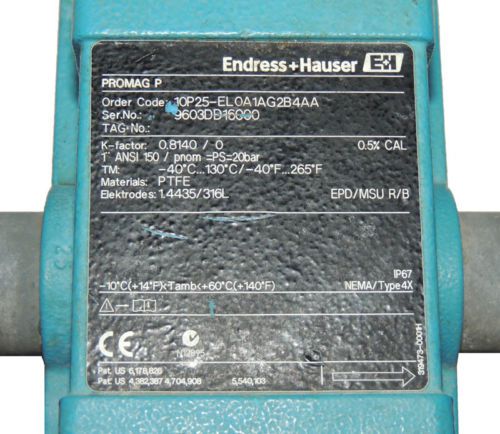 Endress+Hauser E+H
PROMAG P
Order Code: 10P25-EL0A1AG2B4AA
Ser.No.: 9603DD16000
TAG No.:
K-factor: 0.8140 / 0 0.5% CAL
1" ANSI 150 / pnom =PS=20bar
TM: -40°C...130°C/-40°F...265°F
Materials: PTFE
Elektrodes: 1.4435/316L EPD/MSU R/B
IP67
-10°C(+14°F)<Tamb<+60°C(+140°F) NEMA/Type4X
i
CE
N12895
Pat. US 6,178,826
Pat. US 4,382,387 4,704,908 5,540,103
319473-0001H